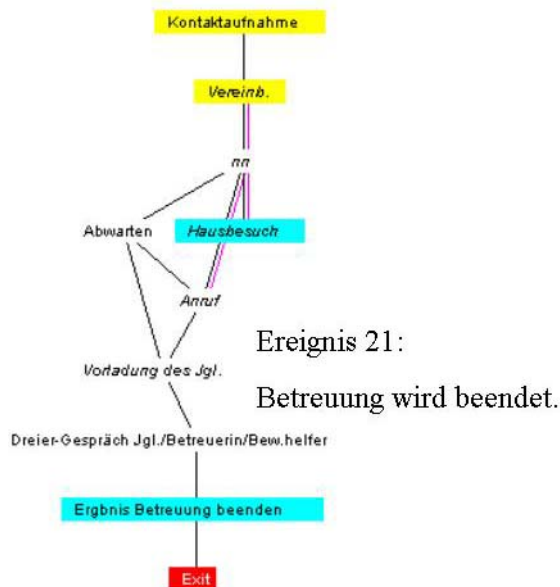 Kontaktaufnahme
Vereinb.
nn
Abwarten
Hausbesuch
Anruf
Ereignis 21:
Vorladung des Jgl.
Betreuung wird beendet.
Dreier-Gespräch Jgl./Betreuerin/Bew.helfer
Ergbnis Betreuung beenden
Exit